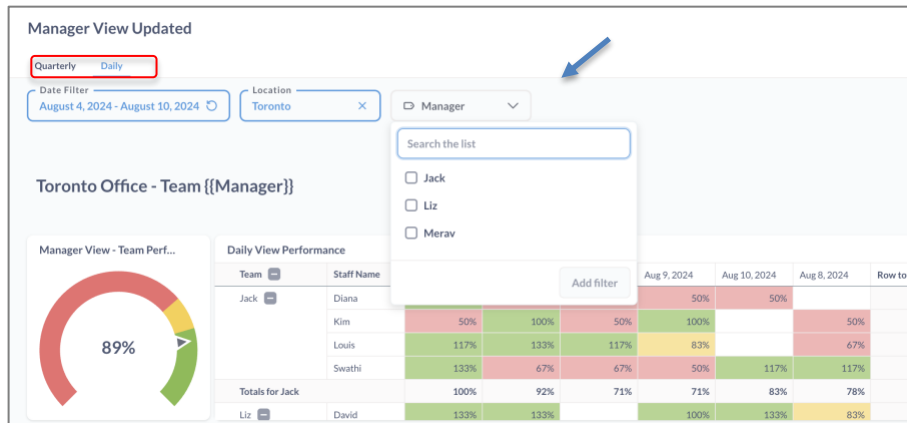 Manager View Updated
Quarterly Daily
Date Filter Location
August 4, 2024 - August 10, 2024 Toronto Manager
Search the list
Jack
Liz
Merav
Add filter
Toronto Office - Team {{Manager}}
Manager View - Team Perf...
89%
Daily View Performance
Team Staff Name Aug 9, 2024 Aug 10, 2024 Aug 8, 2024 Row to
Jack Diana 50% 50%
Kim 50% 100% 50% 100% 50%
Louis 117% 133% 117% 83% 67%
Swathi 133% 67% 67% 50% 117% 117%
Totals for Jack 100% 92% 71% 71% 83% 78%
Liz David 133% 133% 100% 133% 83%